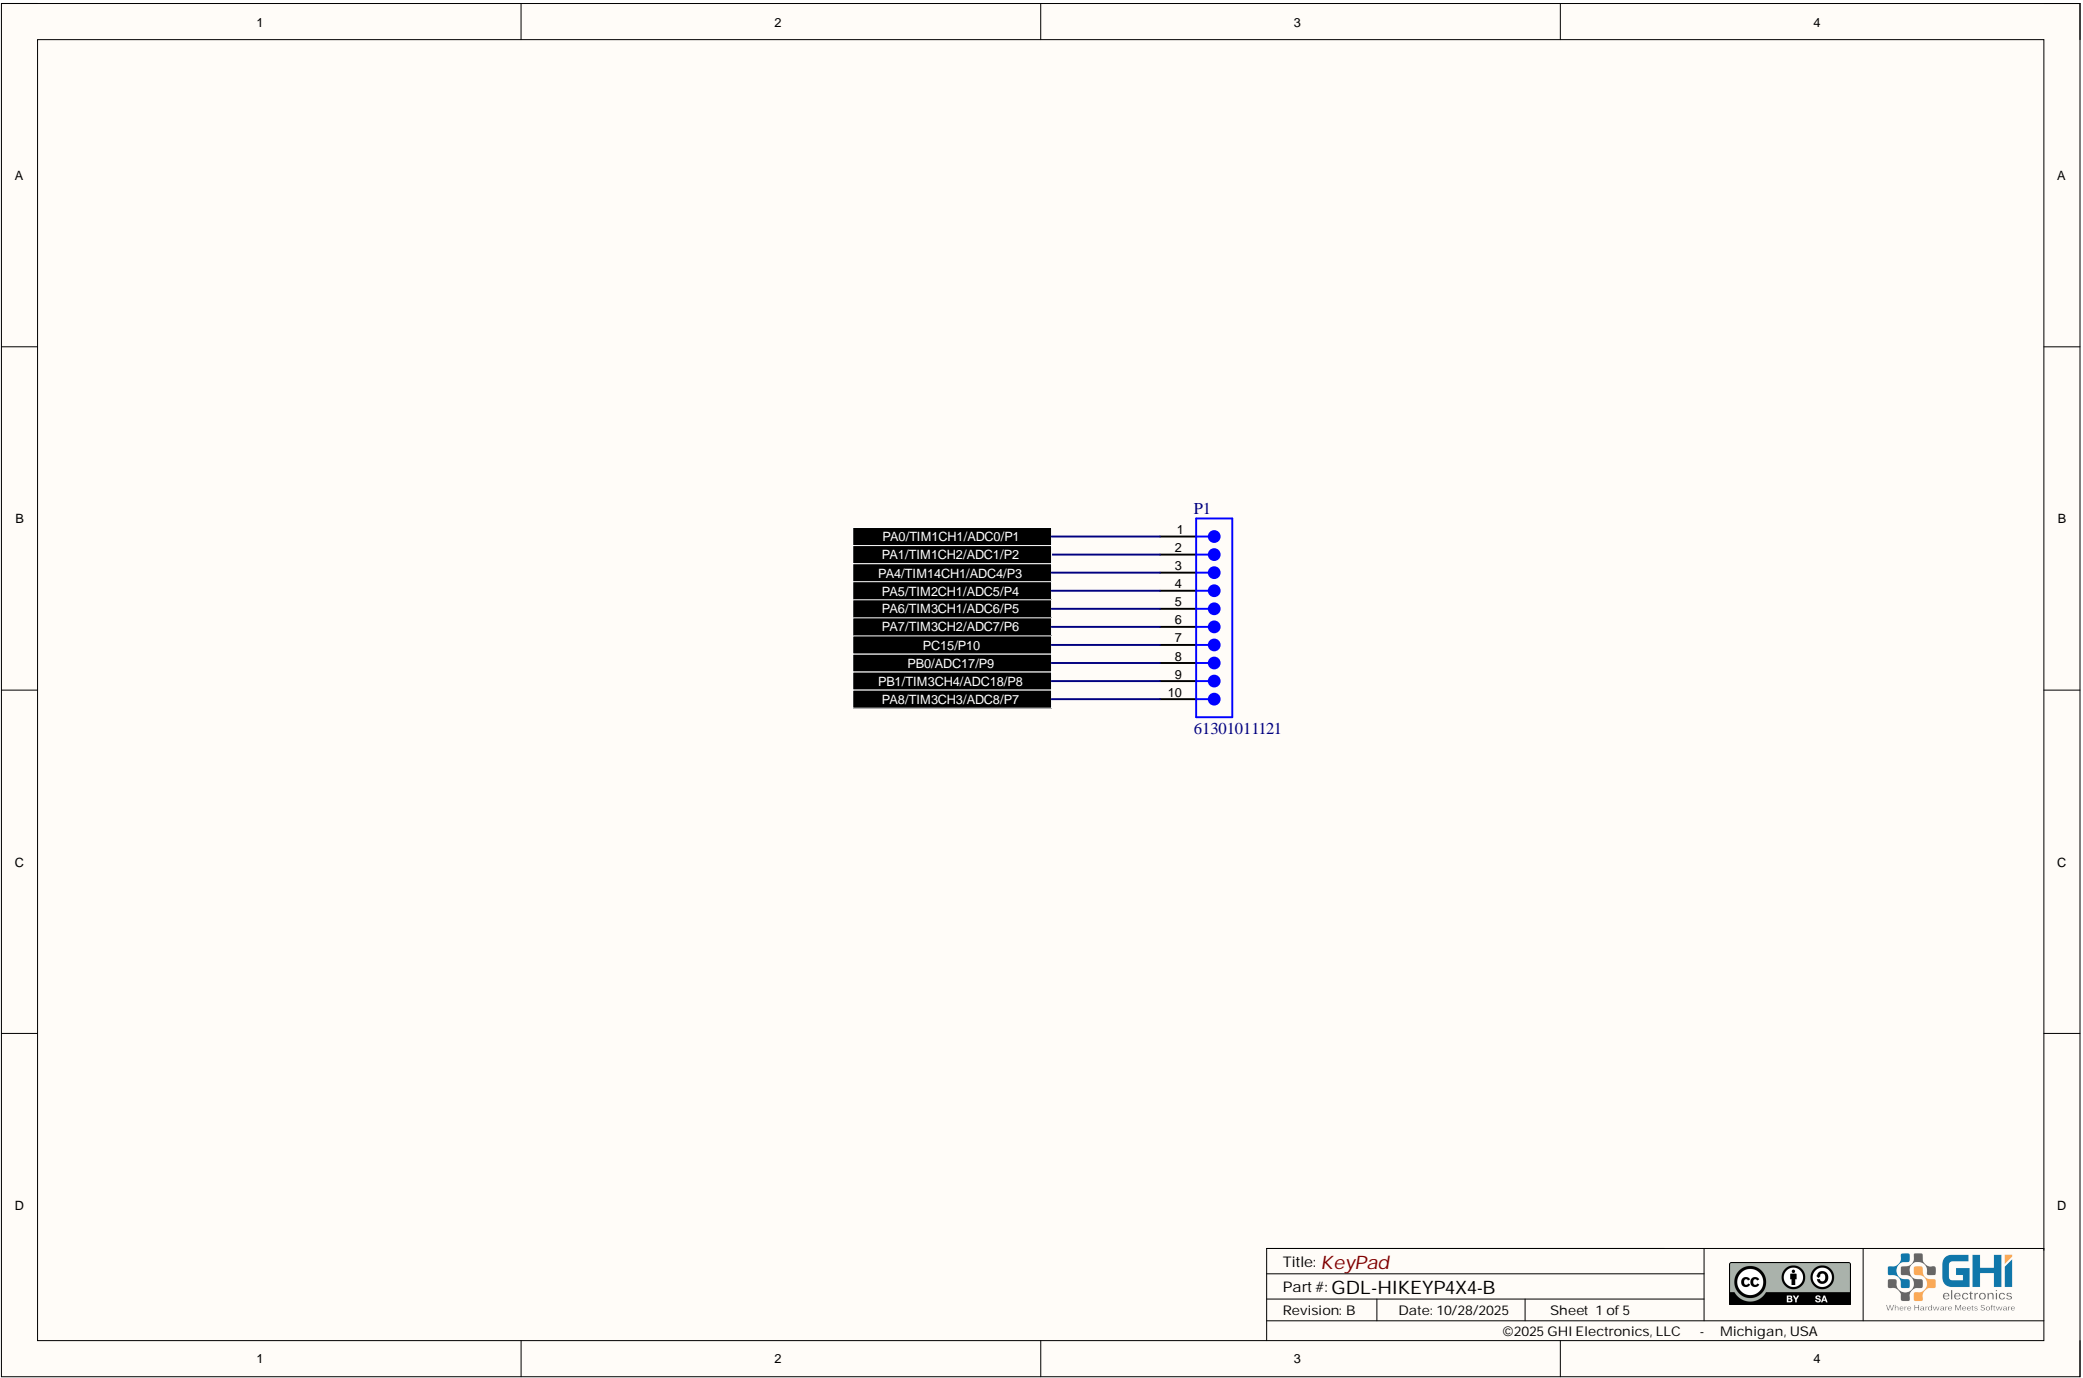 1 2 3 4
A A
B B
P1
PA0/TIM1CH1/ADC0/P1 1
PA1/TIM1CH2/ADC1/P2 2
PA4/TIM14CH1/ADC4/P3 3
PA5/TIM2CH1/ADC5/P4 4
PA6/TIM3CH1/ADC6/P5 5
PA7/TIM3CH2/ADC7/P6 6
PC15/P10 7
PB0/ADC17/P9 8
PB1/TIM3CH4/ADC18/P8 9
PA8/TIM3CH3/ADC8/P7 10
61301011121
C C
D D
Title: KeyPad
Part #: GDL-HIKEYP4X4-B
Revision: B Date: 10/28/2025 Sheet 1 of 5
cc BY SA
GHI
electronics
Where Hardware Meets Software
©2025 GHI Electronics, LLC - Michigan, USA
1 2 3 4